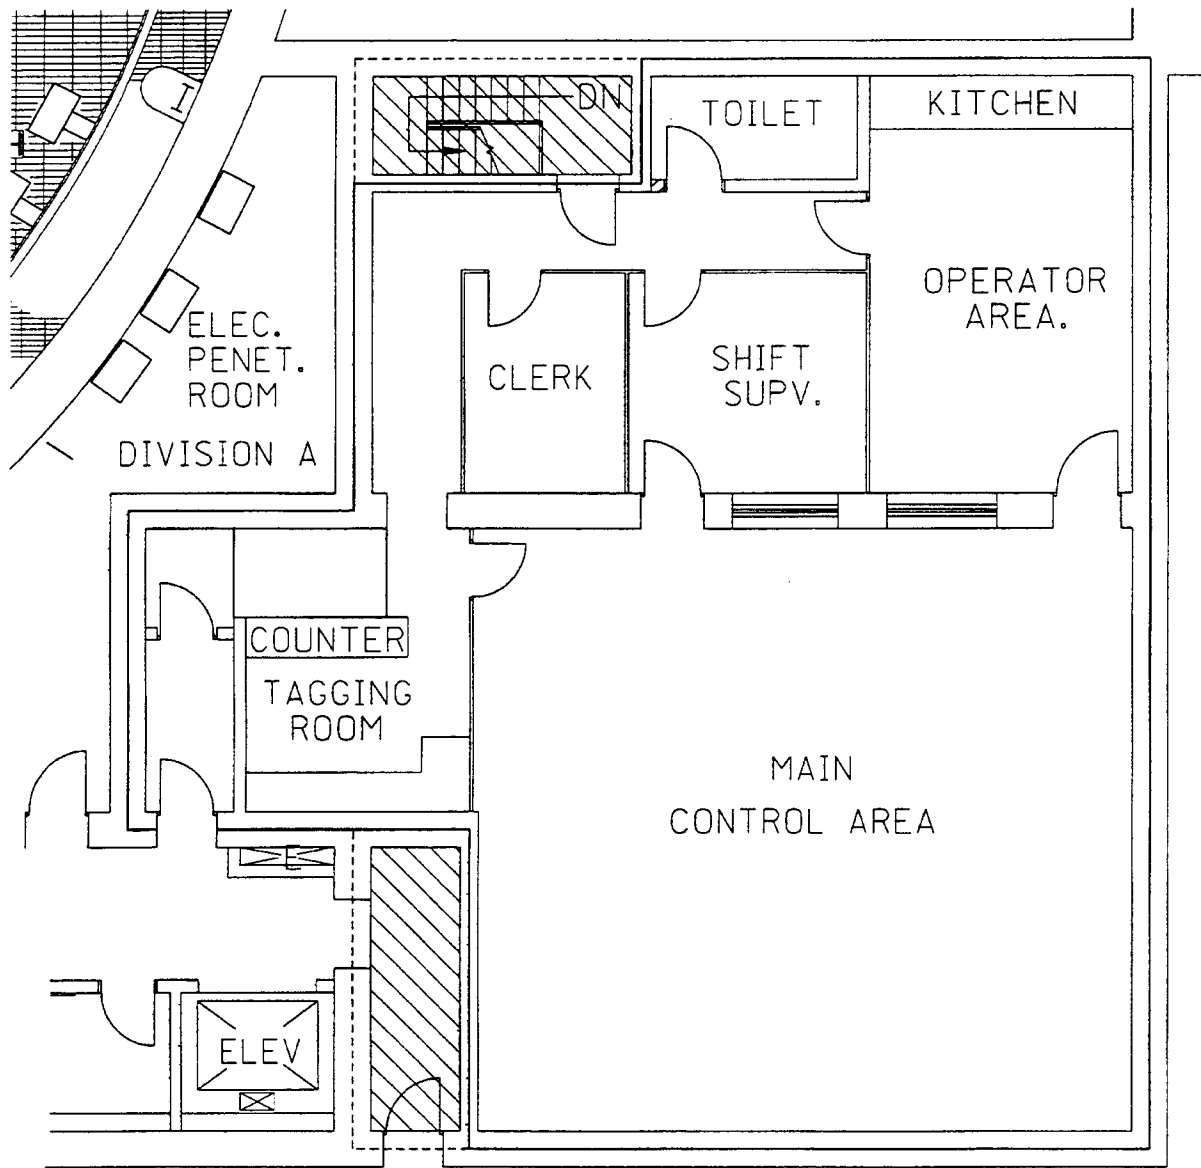 DN
TOILET
KITCHEN
OPERATOR
AREA.
ELEC.
PENET.
ROOM
DIVISION A
CLERK
SHIFT
SUPV.
COUNTER
TAGGING
ROOM
MAIN
CONTROL AREA
ELEV